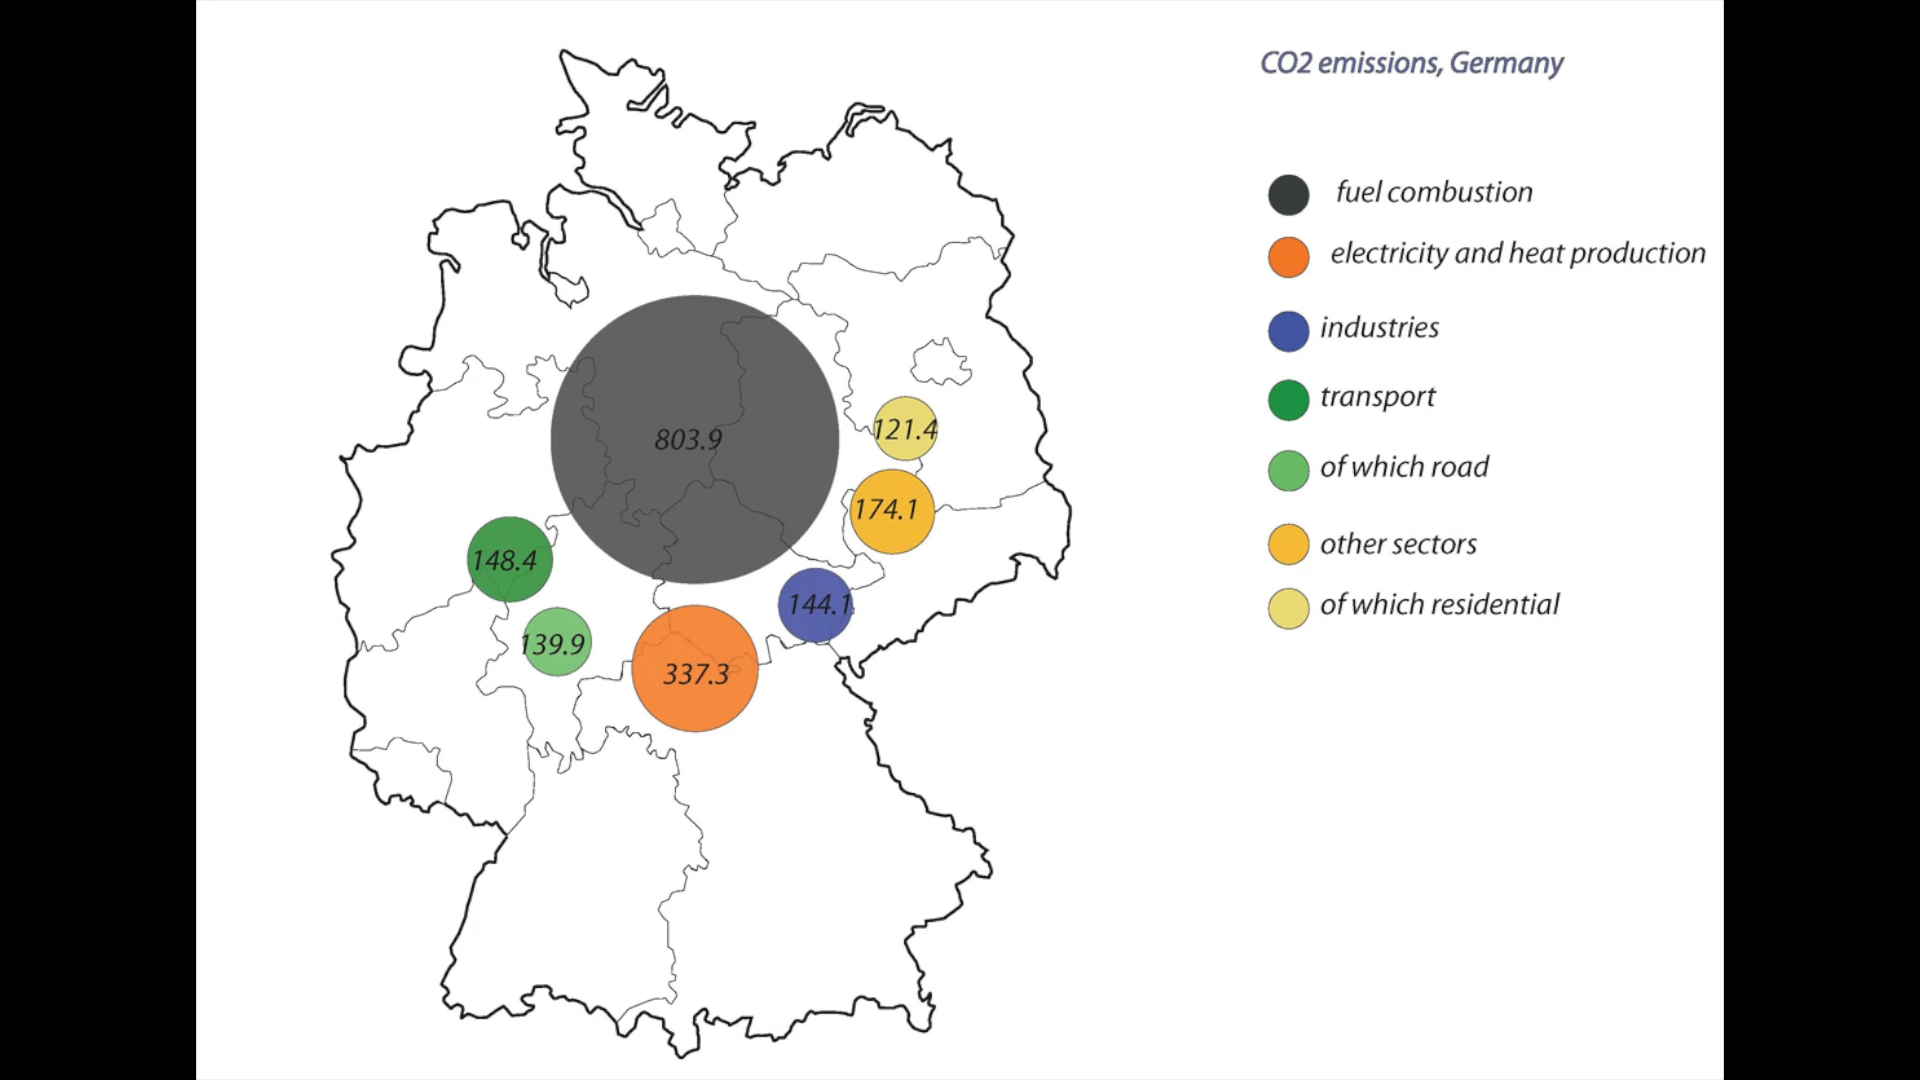 CO2 emissions, Germany
fuel combustion
electricity and heat production
industries
transport
of which road
other sectors
of which residential
803.9
121.4
174.1
148.4
144.1
139.9
337.3